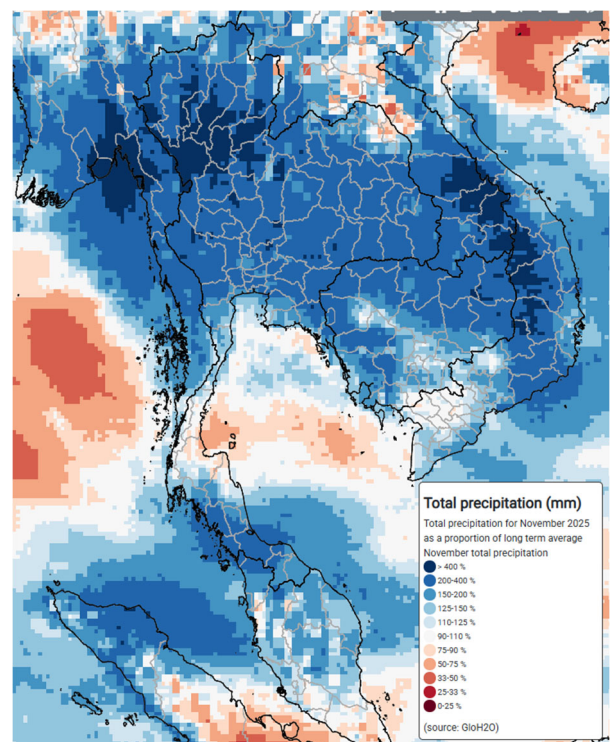 Total precipitation (mm)
Total precipitation for November 2025
as a proportion of long term average
November total precipitation
> 400 %
200-400 %
150-200 %
125-150 %
110-125 %
90-110 %
75-90 %
50-75 %
33-50 %
25-33 %
0-25 %
(source: GloH2O)